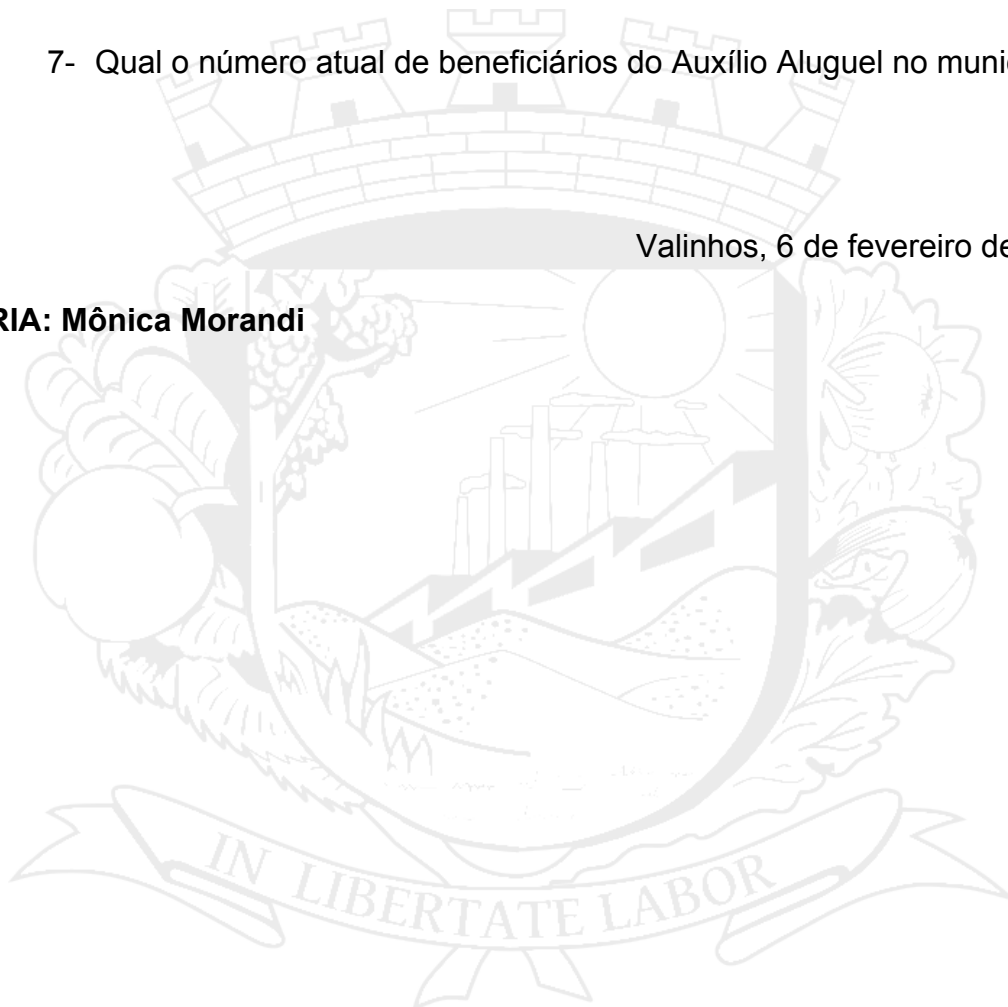 7- Qual o número atual de beneficiários do Auxílio Aluguel no muni
Valinhos, 6 de fevereiro de
RIA: Mônica Morandi
IN LIBERTATE LABOR